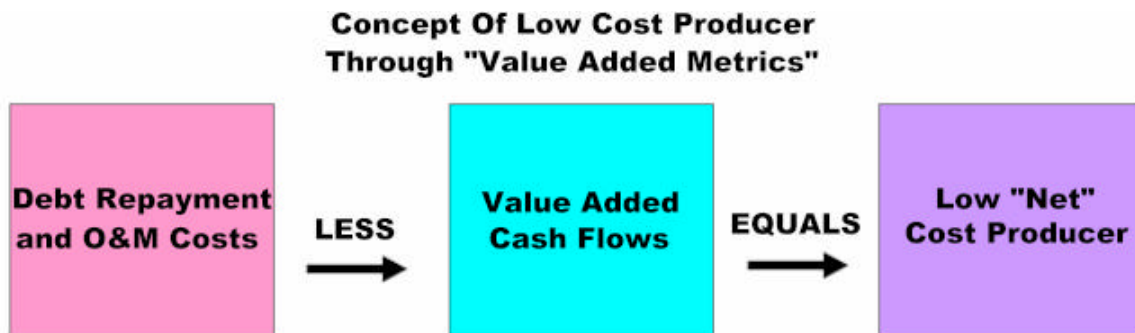 Concept Of Low Cost Producer
Through "Value Added Metrics"
Debt Repayment
and O&M Costs
LESS
Value Added
Cash Flows
EQUALS
Low "Net"
Cost Producer